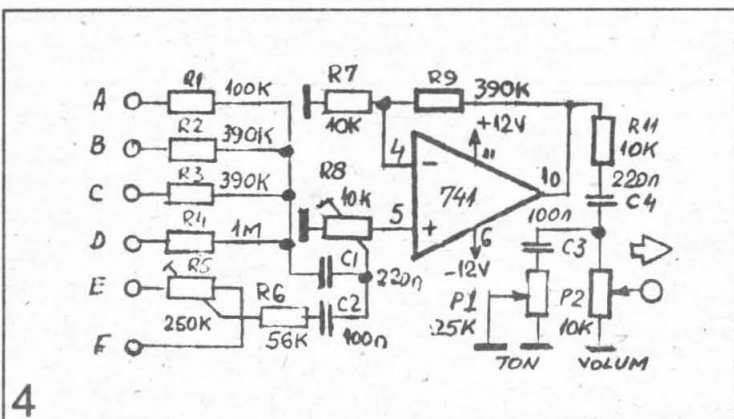 A R1 100K
B R2 390K
C R3 390K
D R4 1M
E R5 250K
F R6 56K
C1 220n
C2 100n
R7 10K
R8 10K
R9 390K
4 -
5 +
741
+12V
11
10
6
-12V
R11
10K
220n
C4
100n
C3
P1
25K
P2
10K
TON
VOLUM
4